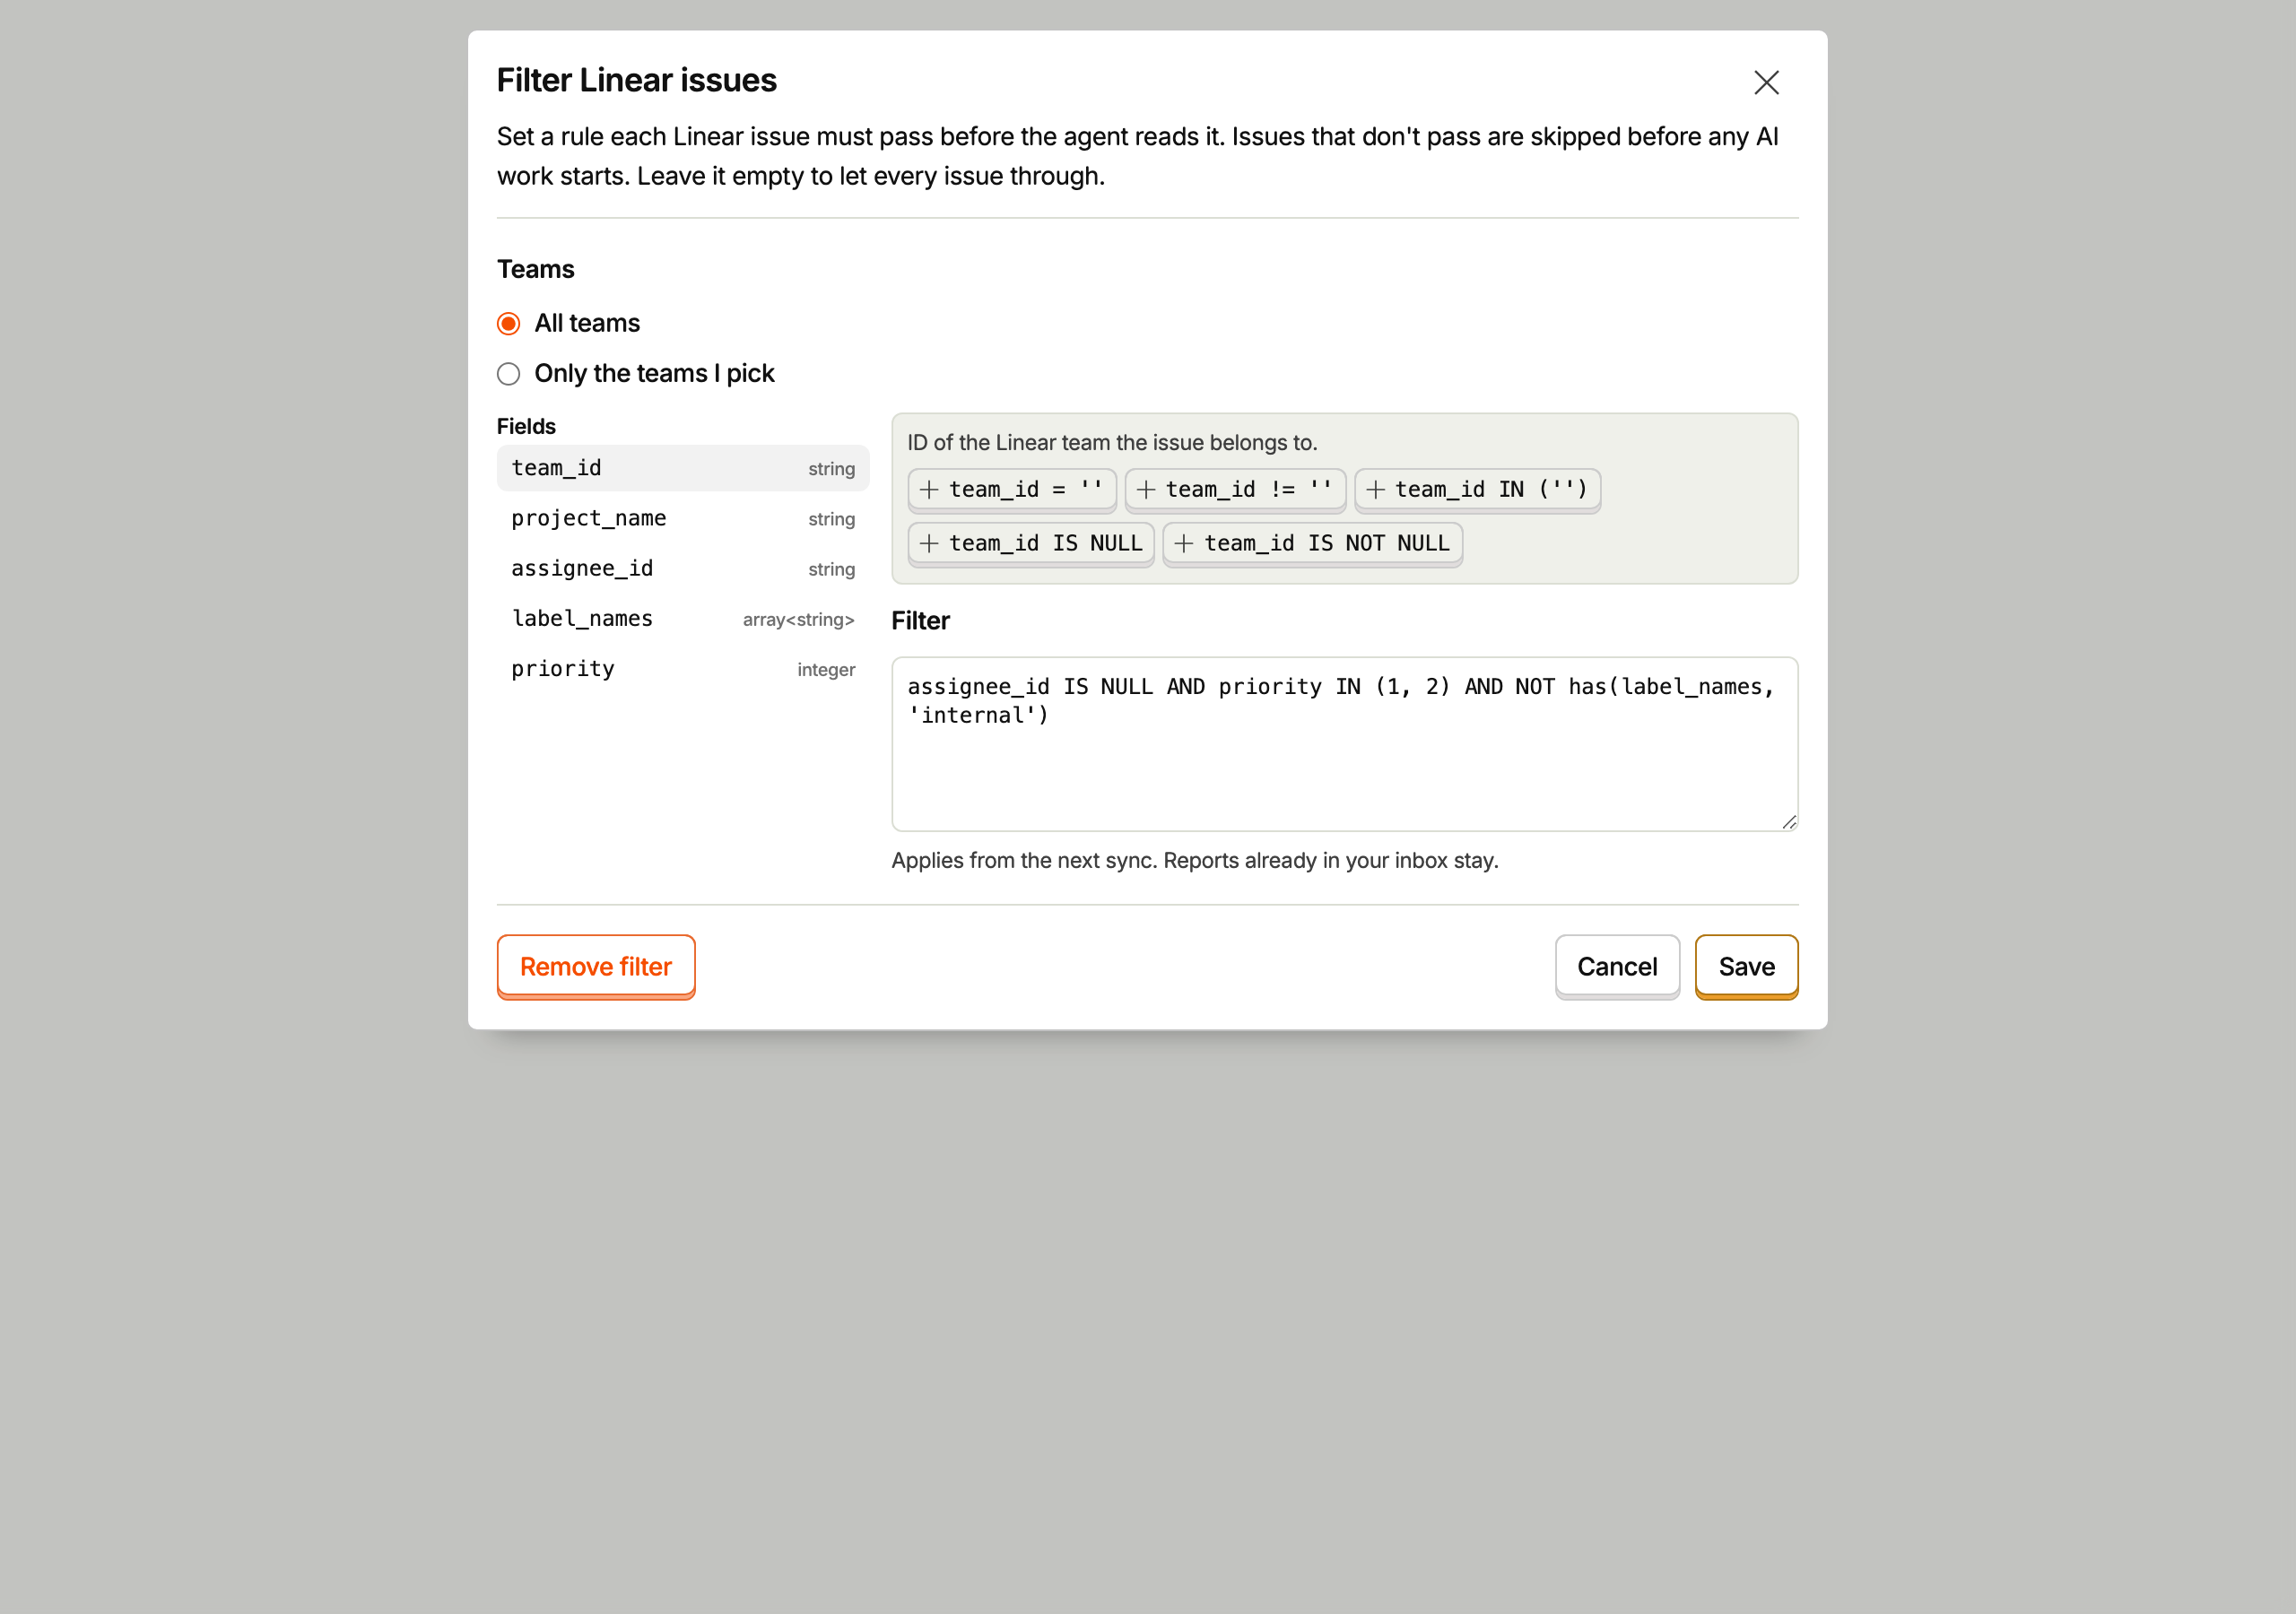 Filter Linear issues
Set a rule each Linear issue must pass before the agent reads it. Issues that don't pass are skipped before any AI
work starts. Leave it empty to let every issue through.
Teams
All teams
Only the teams I pick
Fields
team_id string
project_name string
assignee_id string
label_names array<string>
priority integer
ID of the Linear team the issue belongs to.
+ team_id = '' + team_id != '' + team_id IN ('')
+ team_id IS NULL + team_id IS NOT NULL
Filter
assignee_id IS NULL AND priority IN (1, 2) AND NOT has(label_names,
'internal')
Applies from the next sync. Reports already in your inbox stay.
Remove filter
Cancel
Save